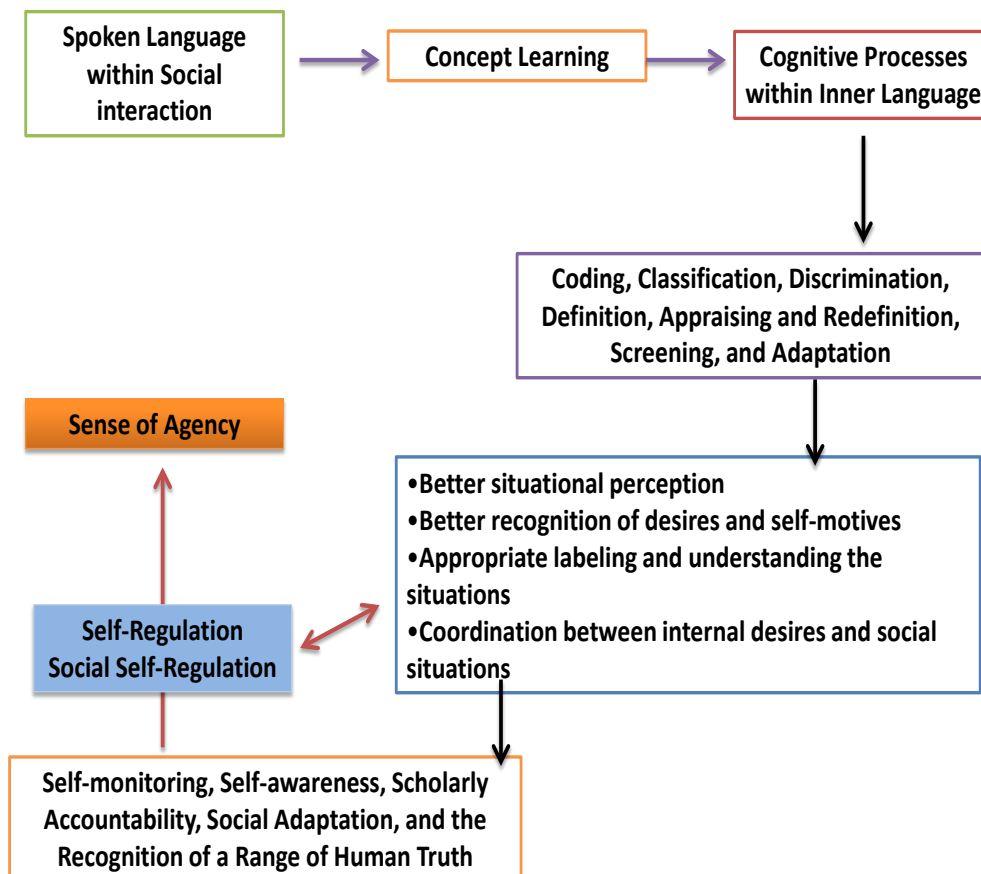 Spoken Language
within Social
interaction
Concept Learning
Cognitive Processes
within Inner Language
Coding, Classification, Discrimination,
Definition, Appraising and Redefinition,
Screening, and Adaptation
Sense of Agency
•Better situational perception
•Better recognition of desires and self-motives
•Appropriate labeling and understanding the
situations
•Coordination between internal desires and social
situations
Self-Regulation
Social Self-Regulation
Self-monitoring, Self-awareness, Scholarly
Accountability, Social Adaptation, and the
Recognition of a Range of Human Truth